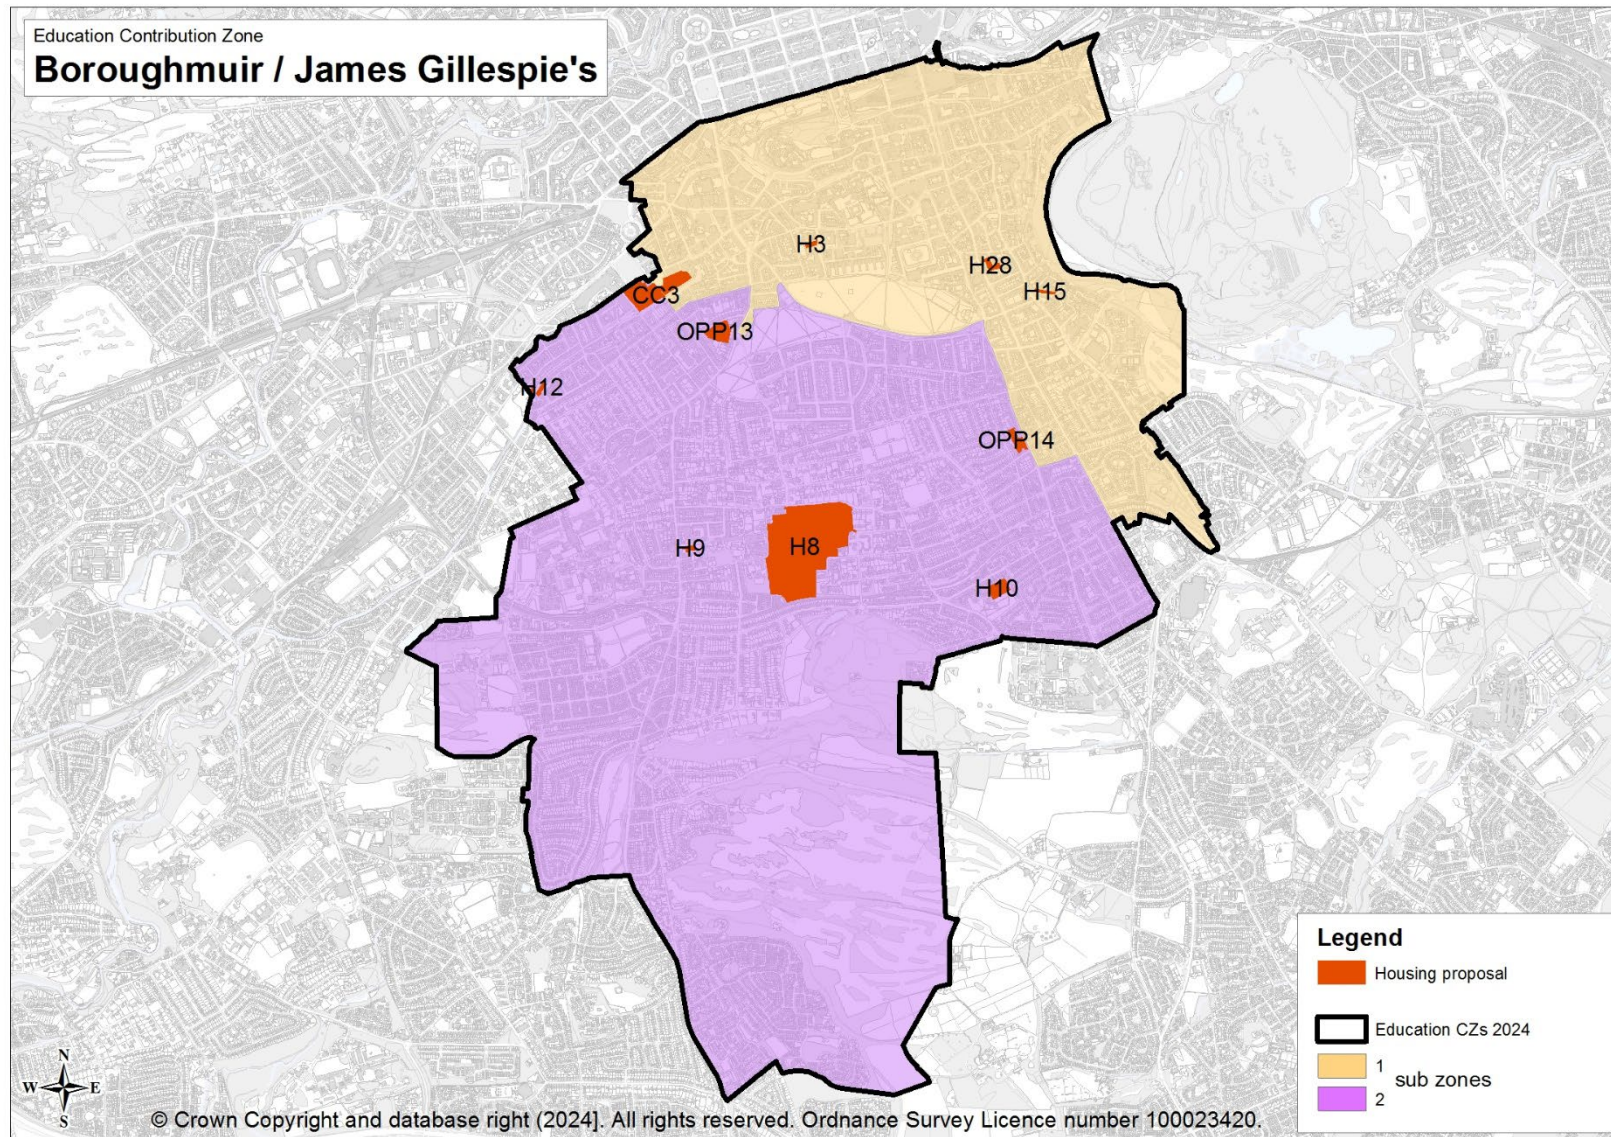 Education Contribution Zone
Boroughmuir / James Gillespie's
H3
H28
H15
CC3
OPP13
H12
OPP14
H9
H8
H10
Legend
Housing proposal
Education CZs 2024
1
sub zones
2
N
W E
S
© Crown Copyright and database right (2024]. All rights reserved. Ordnance Survey Licence number 100023420.